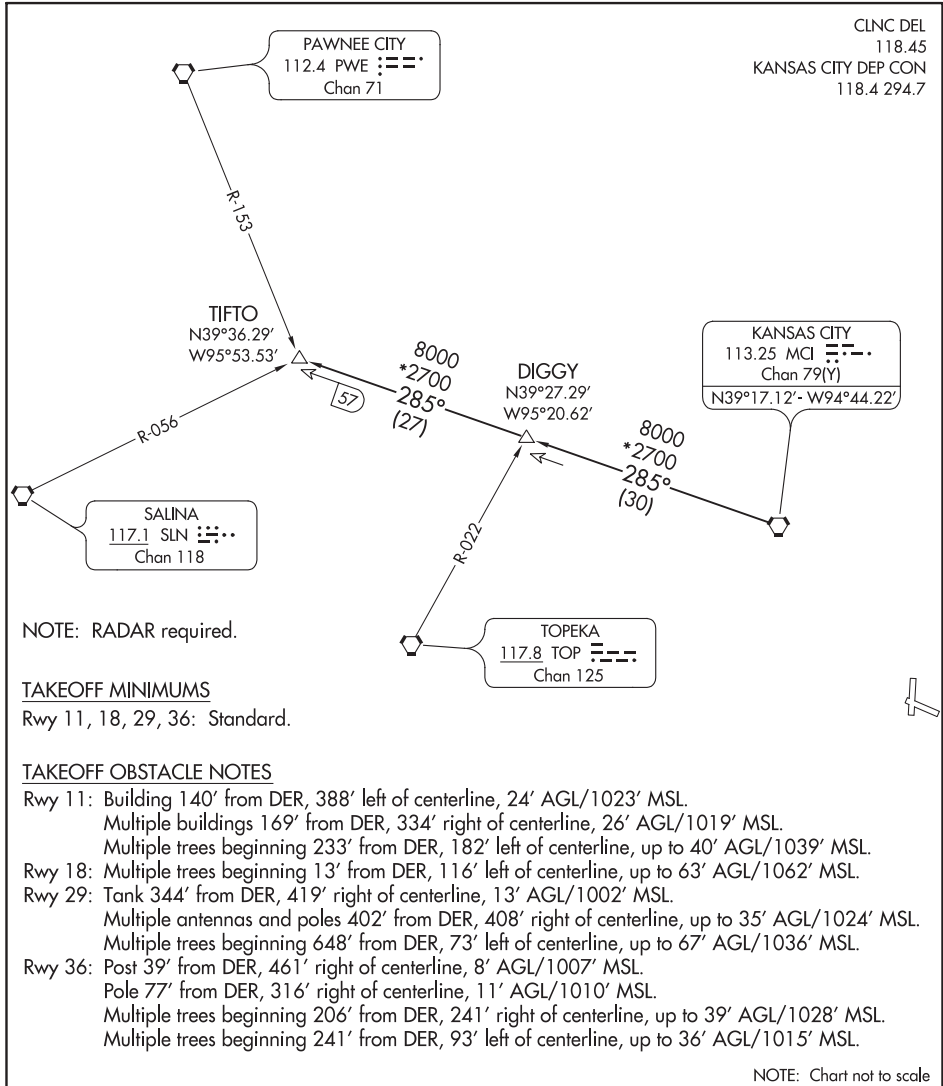 CLNC DEL
118.45
KANSAS CITY DEP CON
118.4 294.7
PAWNEE CITY
112.4 PWE
Chan 71
R-153
TIFTO
N39°36.29′
W95°53.53′
8000
*2700
285°
(27)
57
DIGGY
N39°27.29′
W95°20.62′
8000
*2700
285°
(30)
KANSAS CITY
113.25 MCI
Chan 79(Y)
N39°17.12′- W94°44.22′
R-056
SALINA
117.1 SLN
Chan 118
R-022
TOPEKA
117.8 TOP
Chan 125
NOTE: RADAR required.
TAKEOFF MINIMUMS
Rwy 11, 18, 29, 36: Standard.
TAKEOFF OBSTACLE NOTES
Rwy 11: Building 140′ from DER, 388′ left of centerline, 24′ AGL/1023′ MSL.
Multiple buildings 169′ from DER, 334′ right of centerline, 26′ AGL/1019′ MSL.
Multiple trees beginning 233′ from DER, 182′ left of centerline, up to 40′ AGL/1039′ MSL.
Rwy 18: Multiple trees beginning 13′ from DER, 116′ left of centerline, up to 63′ AGL/1062′ MSL.
Rwy 29: Tank 344′ from DER, 419′ right of centerline, 13′ AGL/1002′ MSL.
Multiple antennas and poles 402′ from DER, 408′ right of centerline, up to 35′ AGL/1024′ MSL.
Multiple trees beginning 648′ from DER, 73′ left of centerline, up to 67′ AGL/1036′ MSL.
Rwy 36: Post 39′ from DER, 461′ right of centerline, 8′ AGL/1007′ MSL.
Pole 77′ from DER, 316′ right of centerline, 11′ AGL/1010′ MSL.
Multiple trees beginning 206′ from DER, 241′ right of centerline, up to 39′ AGL/1028′ MSL.
Multiple trees beginning 241′ from DER, 93′ left of centerline, up to 36′ AGL/1015′ MSL.
NOTE: Chart not to scale